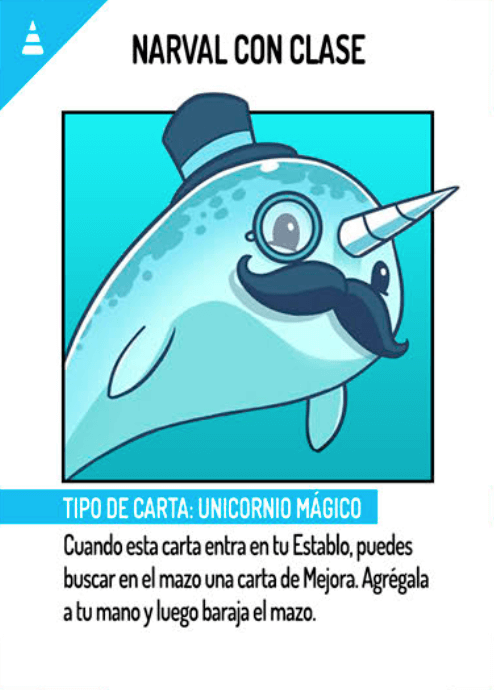 NARVAL CON CLASE
TIPO DE CARTA: UNICORNIO MÁGICO
Cuando esta carta entra en tu Establo, puedes
buscar en el mazo una carta de Mejora. Agrégala
a tu mano y luego baraja el mazo.